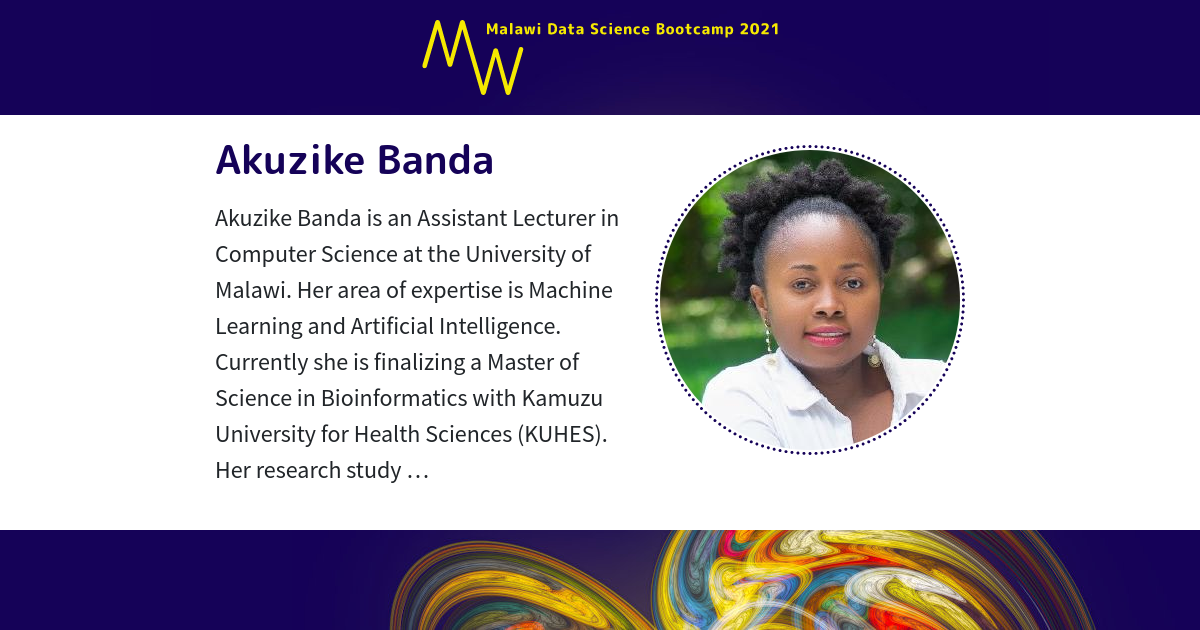 Malawi Data Science Bootcamp 2021
MW
Akuzike Banda
Akuzike Banda is an Assistant Lecturer in
Computer Science at the University of
Malawi. Her area of expertise is Machine
Learning and Artificial Intelligence.
Currently she is finalizing a Master of
Science in Bioinformatics with Kamuzu
University for Health Sciences (KUHES).
Her research study …